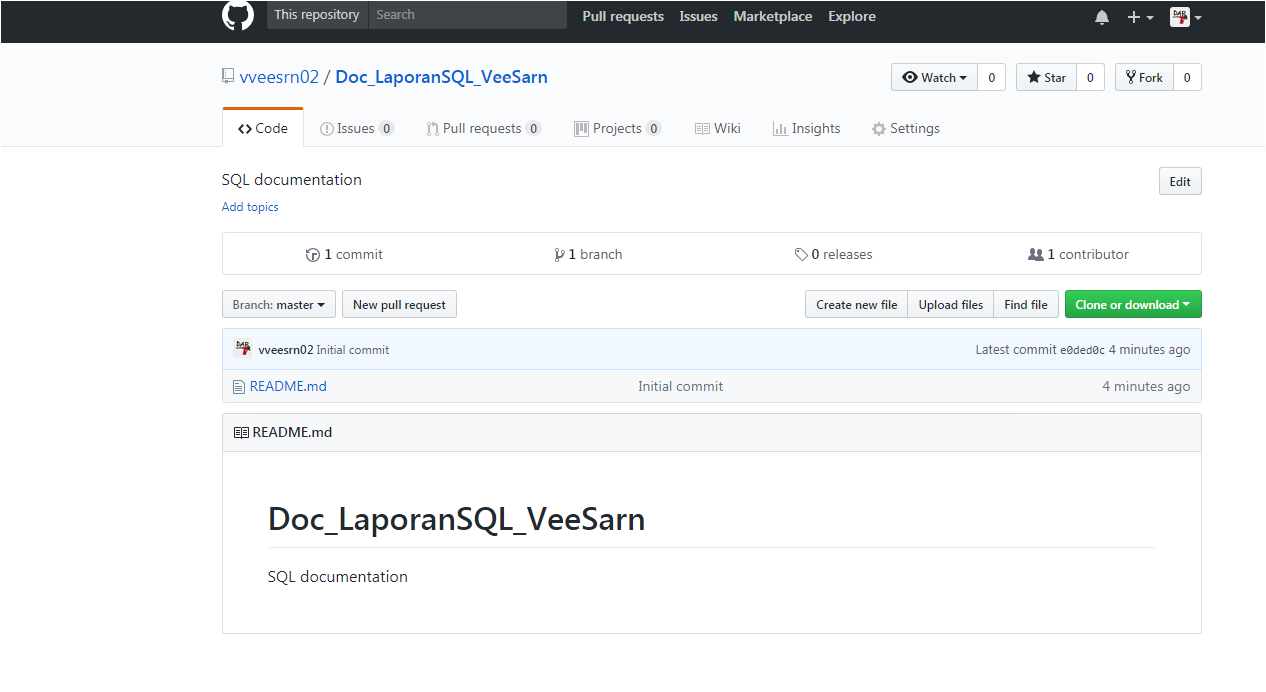 This repository Search Pull requests Issues Marketplace Explore
vveesrn02 / Doc_LaporanSQL_VeeSarn Watch 0 Star 0 Fork 0
Code Issues 0 Pull requests 0 Projects 0 Wiki Insights Settings
SQL documentation Edit
Add topics
1 commit 1 branch 0 releases 1 contributor
Branch: master New pull request Create new file Upload files Find file Clone or download
vveesrn02 Initial commit Latest commit e0ded0c 4 minutes ago
README.md Initial commit 4 minutes ago
README.md
Doc_LaporanSQL_VeeSarn
SQL documentation